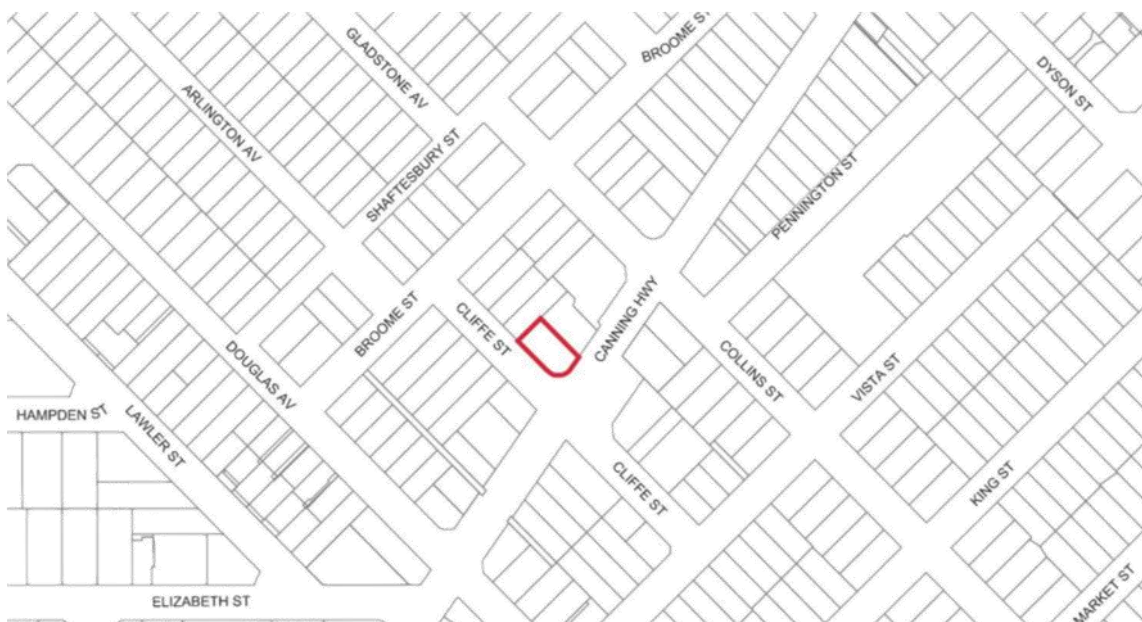 GLADSTONE AV
BROOME ST
DYSON ST
ARLINGTON AV
SHAFTESBURY ST
PENNINGTON ST
BROOME ST
CLIFFE ST
CANNING HWY
DOUGLAS AV
COLLINS ST
VISTA ST
HAMPDEN ST
LAWLER ST
CLIFFE ST
KING ST
ELIZABETH ST
MARKET ST